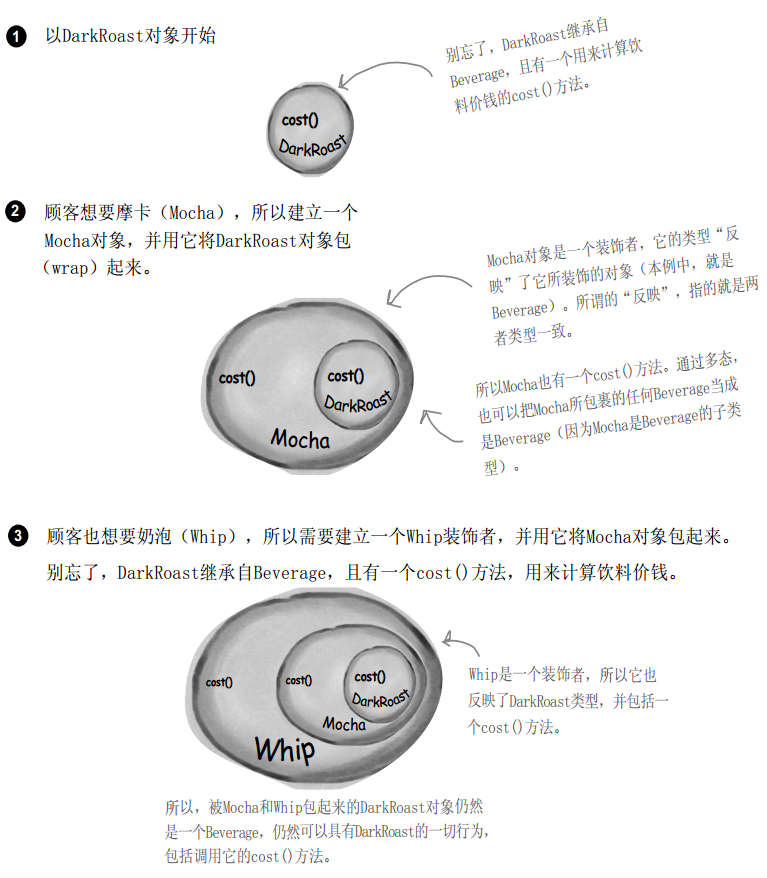 1 以DarkRoast对象开始
别忘了，DarkRoast继承自
Beverage，且有一个用来计算饮
料价钱的cost()方法。
cost()
DarkRoast
2 顾客想要摩卡（Mocha），所以建立一个
Mocha对象，并用它将DarkRoast对象包
（wrap）起来。
Mocha对象是一个装饰者，它的类型“反
映”了它所装饰的对象（本例中，就是
Beverage）。所谓的“反映”，指的就是两
者类型一致。
cost()
cost()
DarkRoast
Mocha
所以Mocha也有一个cost()方法。通过多态，
也可以把Mocha所包裹的任何Beverage当成
是Beverage（因为Mocha是Beverage的子类
型）。
3 顾客也想要奶泡（Whip），所以需要建立一个Whip装饰者，并用它将Mocha对象包起来。
别忘了，DarkRoast继承自Beverage，且有一个cost()方法，用来计算饮料价钱。
cost()
cost()
cost()
DarkRoast
Mocha
Whip
Whip是一个装饰者，所以它也
反映了DarkRoast类型，并包括一
个cost()方法。
所以，被Mocha和Whip包起来的DarkRoast对象仍然
是一个Beverage，仍然可以具有DarkRoast的一切行为，
包括调用它的cost()方法。